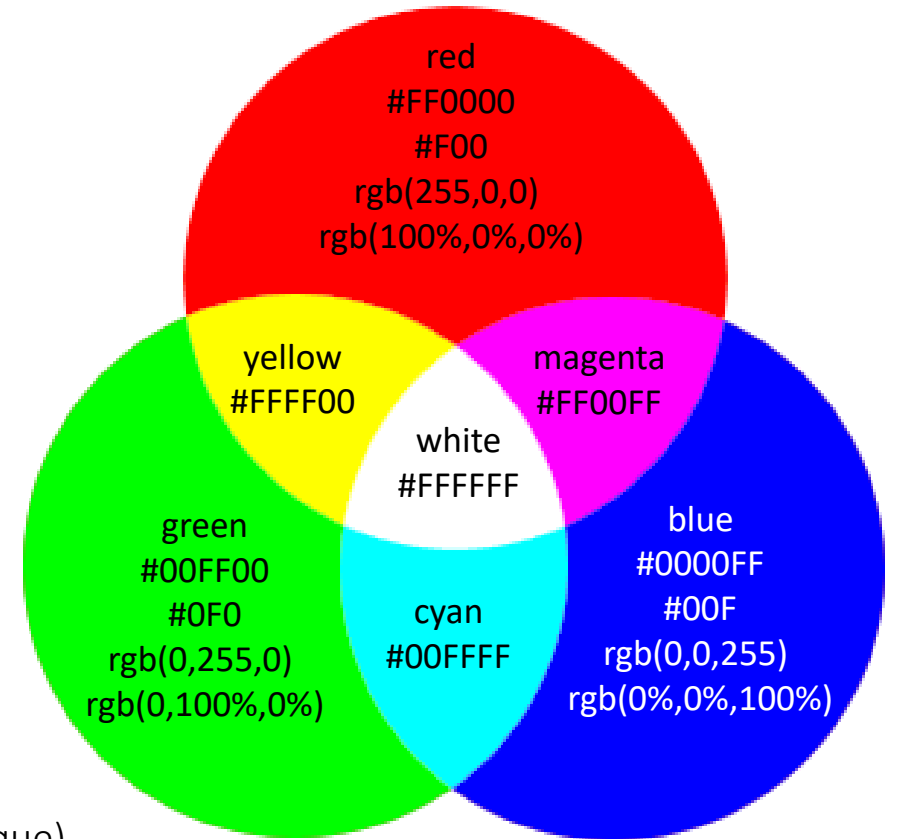 red
#FF0000
#F00
rgb(255,0,0)
rgb(100%,0%,0%)
yellow
#FFFF00
magenta
#FF00FF
white
#FFFFFF
green
#00FF00
#0F0
rgb(0,255,0)
rgb(0,100%,0%)
cyan
#00FFFF
blue
#0000FF
#00F
rgb(0,0,255)
rgb(0%,0%,100%)